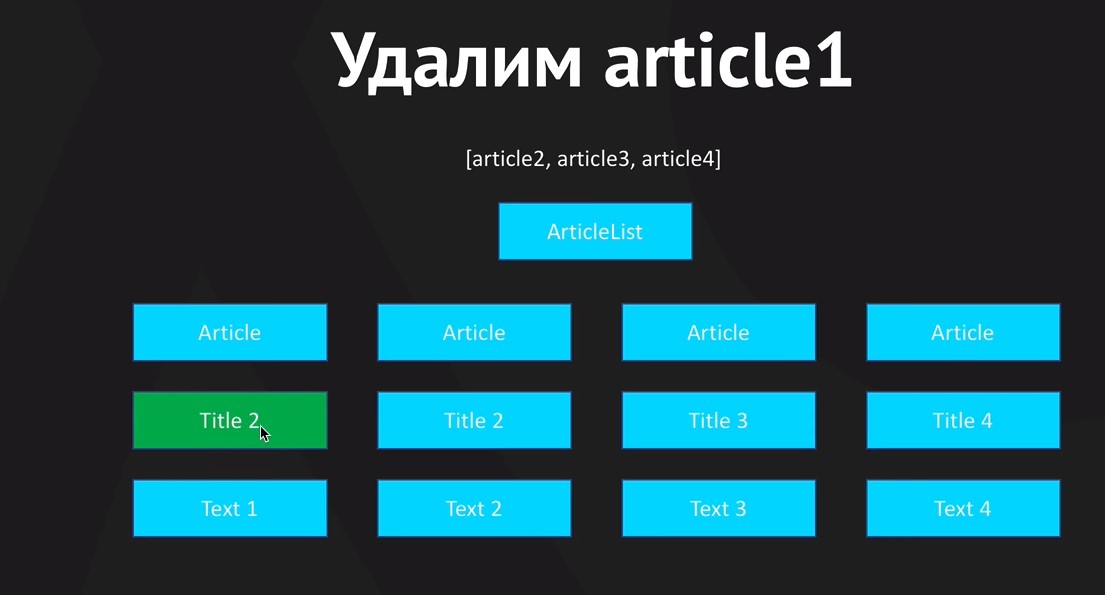 Удалим article1
[article2, article3, article4]
ArticleList
Article Article Article Article
Title 2 Title 2 Title 3 Title 4
Text 1 Text 2 Text 3 Text 4